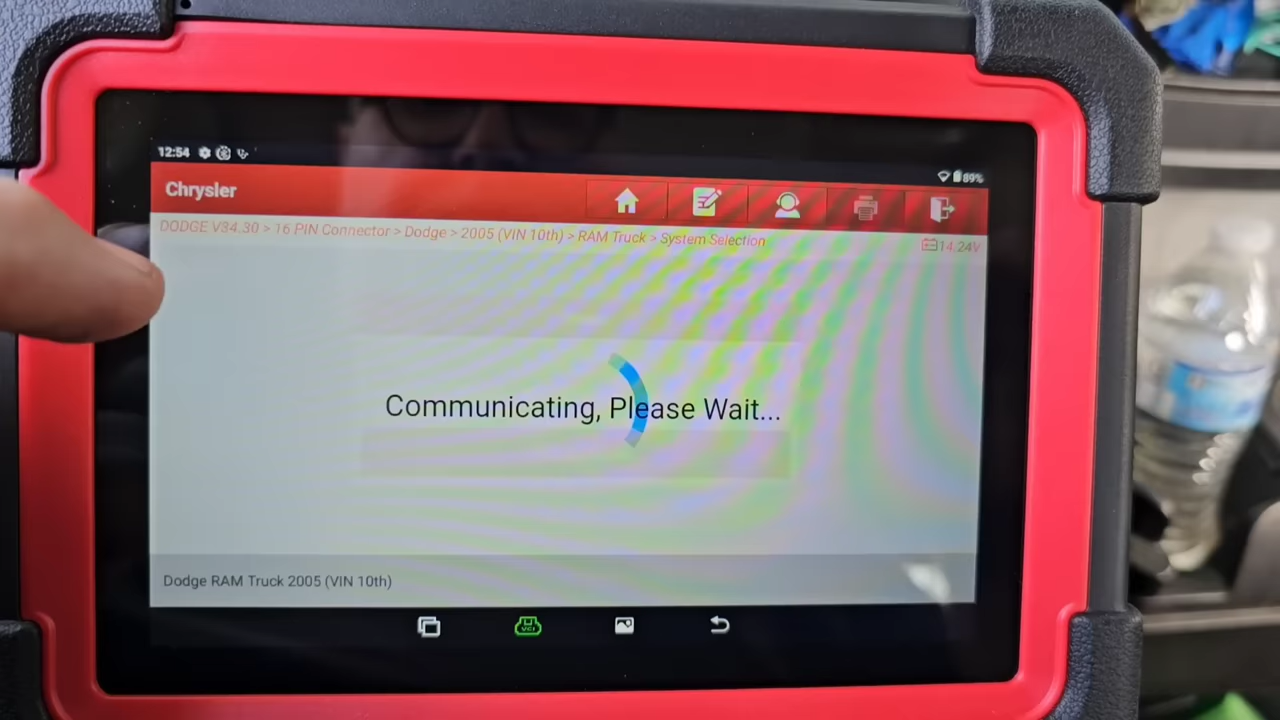 12:54
89%
Chrysler
DODGE V34.30 > 16 PIN Connector > Dodge > 2005 (VIN 10th) > RAM Truck > System Selection
14.24V
Communicating, Please Wait...
Dodge RAM Truck 2005 (VIN 10th)
VCI